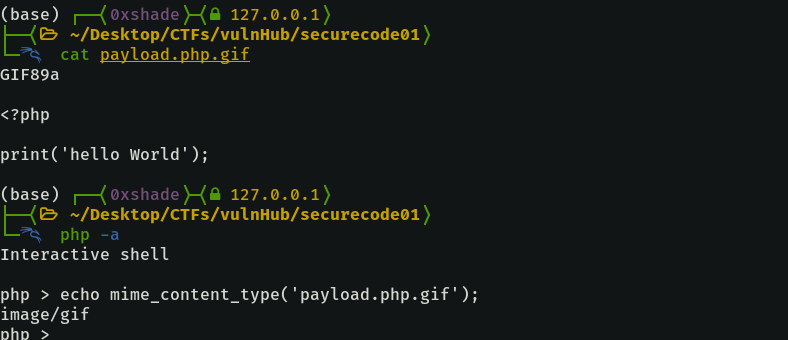 (base) 0xshade 127.0.0.1
~/Desktop/CTFs/vulnHub/securecode01
cat payload.php.gif
GIF89a
<?php
print('hello World');
(base) 0xshade 127.0.0.1
~/Desktop/CTFs/vulnHub/securecode01
php -a
Interactive shell
php > echo mime_content_type('payload.php.gif');
image/gif
php >